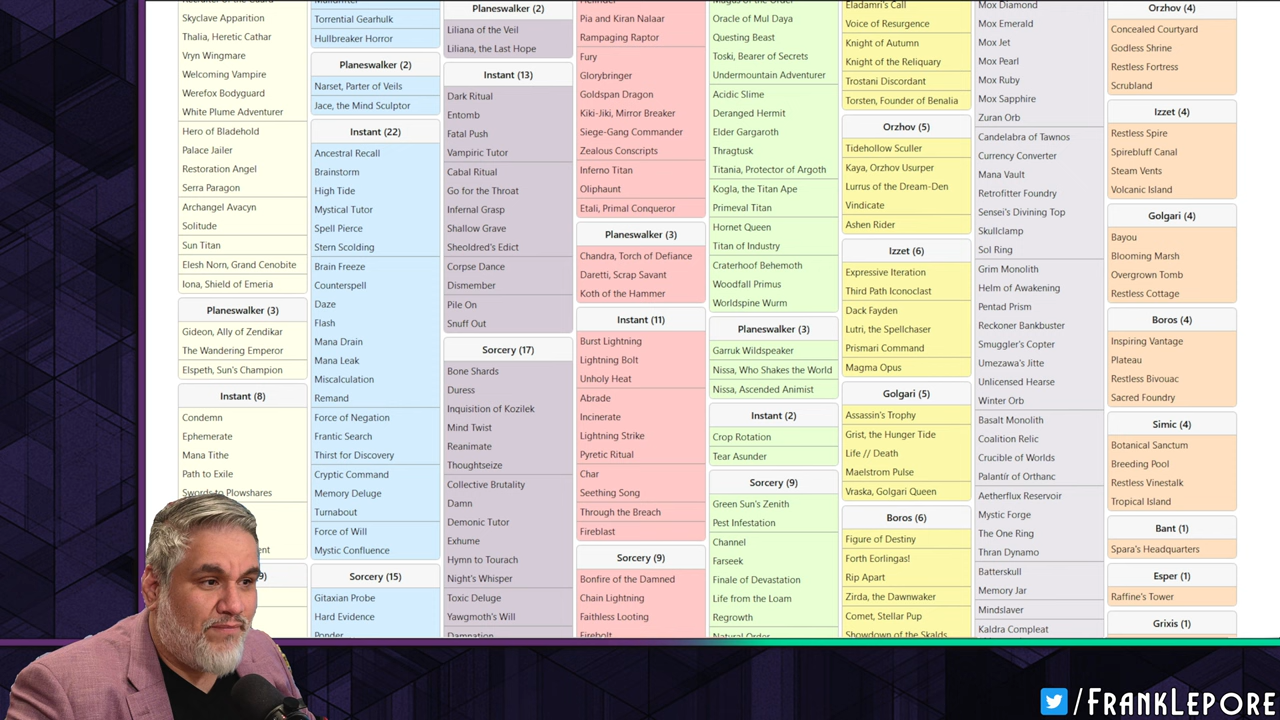 Skyclave Apparition
Thalia, Heretic Cathar
Vryn Wingmare
Welcoming Vampire
Werefox Bodyguard
White Plume Adventurer
Hero of Bladehold
Palace Jailer
Restoration Angel
Serra Paragon
Archangel Avacyn
Solitude
Sun Titan
Elesh Norn, Grand Cenobite
Iona, Shield of Emeria
Planeswalker (3)
Gideon, Ally of Zendikar
The Wandering Emperor
Elspeth, Sun's Champion
Instant (8)
Condemn
Ephemerate
Mana Tithe
Path to Exile
Swords to Plowshares
Torrential Gearhulk
Hullbreaker Horror
Planeswalker (2)
Narset, Parter of Veils
Jace, the Mind Sculptor
Instant (22)
Ancestral Recall
Brainstorm
High Tide
Mystical Tutor
Spell Pierce
Stern Scolding
Brain Freeze
Counterspell
Daze
Flash
Mana Drain
Mana Leak
Miscalculation
Remand
Force of Negation
Frantic Search
Thirst for Discovery
Cryptic Command
Memory Deluge
Turnabout
Force of Will
Mystic Confluence
Sorcery (15)
Gitaxian Probe
Hard Evidence
Ponder
Planeswalker (2)
Liliana of the Veil
Liliana, the Last Hope
Instant (13)
Dark Ritual
Entomb
Fatal Push
Vampiric Tutor
Cabal Ritual
Go for the Throat
Infernal Grasp
Shallow Grave
Sheoldred's Edict
Corpse Dance
Dismember
Pile On
Snuff Out
Sorcery (17)
Bone Shards
Duress
Inquisition of Kozilek
Mind Twist
Reanimate
Thoughtseize
Collective Brutality
Damn
Demonic Tutor
Exhume
Hymn to Tourach
Night's Whisper
Toxic Deluge
Yawgmoth's Will
Damnation
Pia and Kiran Nalaar
Rampaging Raptor
Fury
Glorybringer
Goldspan Dragon
Kiki-Jiki, Mirror Breaker
Siege-Gang Commander
Zealous Conscripts
Inferno Titan
Oliphaunt
Etali, Primal Conqueror
Planeswalker (3)
Chandra, Torch of Defiance
Daretti, Scrap Savant
Koth of the Hammer
Instant (11)
Burst Lightning
Lightning Bolt
Unholy Heat
Abrade
Incinerate
Lightning Strike
Pyretic Ritual
Char
Seething Song
Through the Breach
Fireblast
Sorcery (9)
Bonfire of the Damned
Chain Lightning
Faithless Looting
Firebolt
Oracle of Mul Daya
Questing Beast
Toski, Bearer of Secrets
Undermountain Adventurer
Acidic Slime
Deranged Hermit
Elder Gargaroth
Thragtusk
Titania, Protector of Argoth
Kogla, the Titan Ape
Primeval Titan
Hornet Queen
Titan of Industry
Craterhoof Behemoth
Woodfall Primus
Worldspine Wurm
Planeswalker (3)
Garruk Wildspeaker
Nissa, Who Shakes the World
Nissa, Ascended Animist
Instant (2)
Crop Rotation
Tear Asunder
Sorcery (9)
Green Sun's Zenith
Pest Infestation
Channel
Farseek
Finale of Devastation
Life from the Loam
Regrowth
Natural Order
Eladamri's Call
Voice of Resurgence
Knight of Autumn
Knight of the Reliquary
Trostani Discordant
Torsten, Founder of Benalia
Orzhov (5)
Tidehollow Sculler
Kaya, Orzhov Usurper
Lurrus of the Dream-Den
Vindicate
Ashen Rider
Izzet (6)
Expressive Iteration
Third Path Iconoclast
Dack Fayden
Lutri, the Spellchaser
Prismari Command
Magma Opus
Golgari (5)
Assassin's Trophy
Grist, the Hunger Tide
Life // Death
Maelstrom Pulse
Vraska, Golgari Queen
Boros (6)
Figure of Destiny
Forth Eorlingas!
Rip Apart
Zirda, the Dawnwaker
Comet, Stellar Pup
Showdown of the Skalds
Mox Diamond
Mox Emerald
Mox Jet
Mox Pearl
Mox Ruby
Mox Sapphire
Zuran Orb
Candelabra of Tawnos
Currency Converter
Mana Vault
Retrofitter Foundry
Sensei's Divining Top
Skullclamp
Sol Ring
Grim Monolith
Helm of Awakening
Pentad Prism
Reckoner Bankbuster
Smuggler's Copter
Umezawa's Jitte
Unlicensed Hearse
Winter Orb
Basalt Monolith
Coalition Relic
Crucible of Worlds
Palantír of Orthanc
Aetherflux Reservoir
Mystic Forge
The One Ring
Thran Dynamo
Batterskull
Memory Jar
Mindslaver
Kaldra Compleat
Orzhov (4)
Concealed Courtyard
Godless Shrine
Restless Fortress
Scrubland
Izzet (4)
Restless Spire
Spirebluff Canal
Steam Vents
Volcanic Island
Golgari (4)
Bayou
Blooming Marsh
Overgrown Tomb
Restless Cottage
Boros (4)
Inspiring Vantage
Plateau
Restless Bivouac
Sacred Foundry
Simic (4)
Botanical Sanctum
Breeding Pool
Restless Vinestalk
Tropical Island
Bant (1)
Spara's Headquarters
Esper (1)
Raffine's Tower
Grixis (1)
/FRANKLEPORE